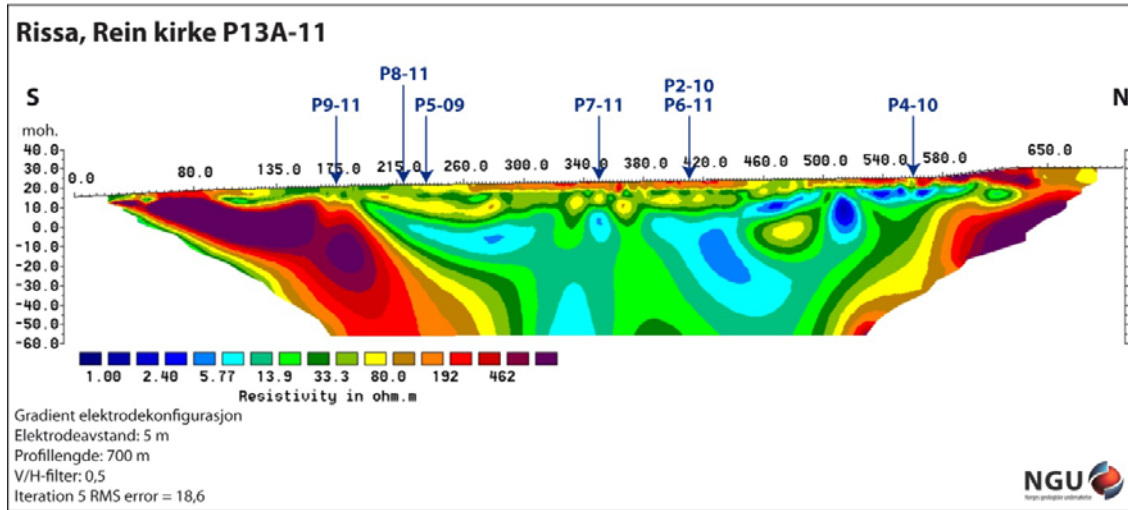 Rissa, Rein kirke P13A-11
P8-11
P2-10
S
P9-11
P5-09
P7-11
P6-11
P4-10
N
moh.
40.0
30.0
20.0
10.0
0.0
-10.0
-20.0
-30.0
-40.0
-50.0
-60.0
0.0 80.0 135.0 175.0 215.0 260.0 300.0 340.0 380.0 420.0 460.0 500.0 540.0 580.0 650.0
1.00 2.40 5.77 13.9 33.3 80.0 192 462
Resistivity in ohm.m
Gradient elektrodekonfigurasjon
Elektrodeavstand: 5 m
Profillengde: 700 m
V/H-filter: 0,5
Iteration 5 RMS error = 18,6
NGU
Norges geologiske undersøkelse